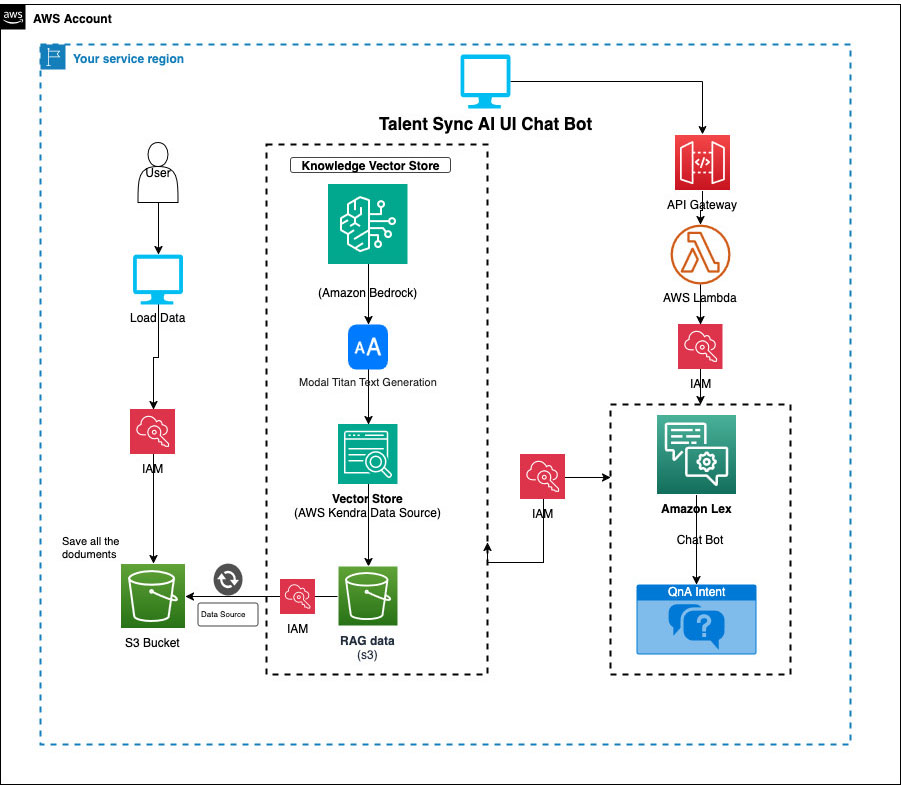 aws
AWS Account
Your service region
Talent Sync AI UI Chat Bot
User
Load Data
IAM
Save all the
doduments
S3 Bucket
Data Source
Knowledge Vector Store
(Amazon Bedrock)
AA
Modal Titan Text Generation
Vector Store
(AWS Kendra Data Source)
IAM
RAG data
(s3)
IAM
API Gateway
AWS Lambda
IAM
Amazon Lex
Chat Bot
QnA Intent
?